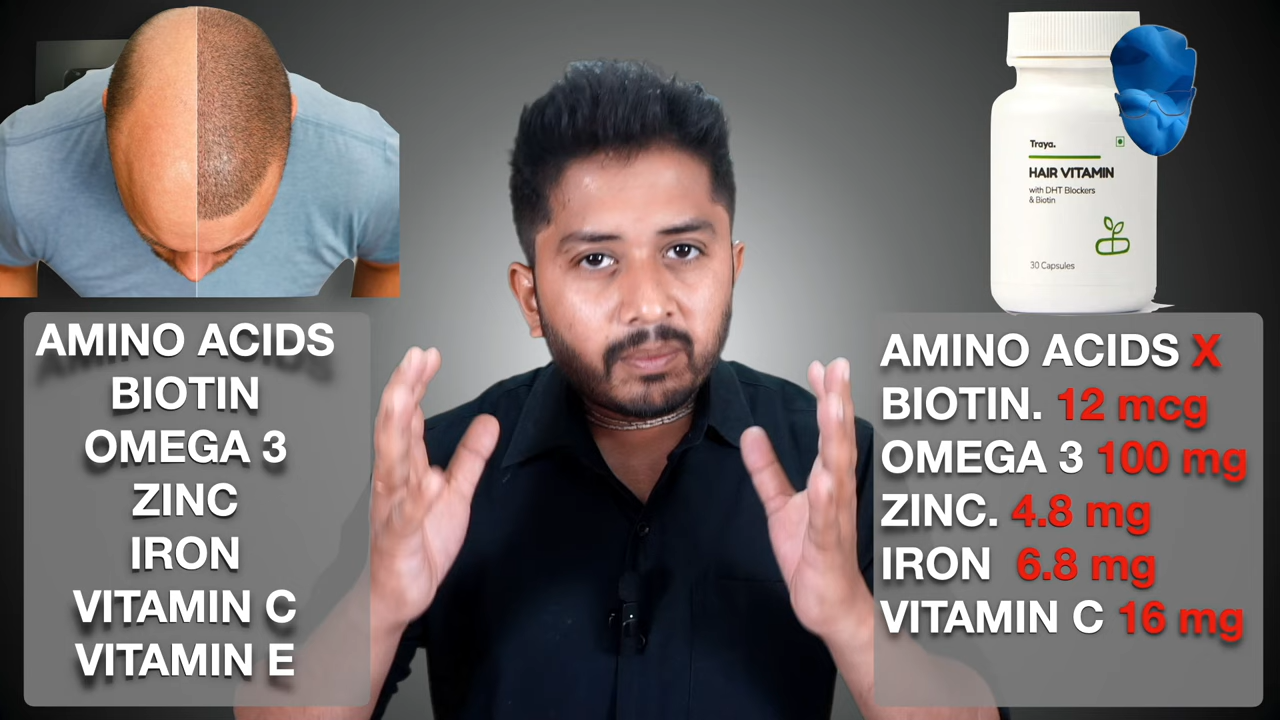 AMINO ACIDS
BIOTIN
OMEGA 3
ZINC
IRON
VITAMIN C
VITAMIN E
Traya.
HAIR VITAMIN
with DHT Blockers
& Biotin
30 Capsules
AMINO ACIDS X
BIOTIN. 12 mcg
OMEGA 3 100 mg
ZINC. 4.8 mg
IRON 6.8 mg
VITAMIN C 16 mg